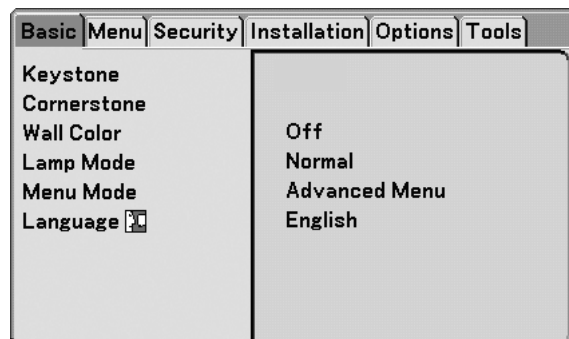 Basic Menu Security Installation Options Tools
Keystone
Cornerstone
Wall Color Off
Lamp Mode Normal
Menu Mode Advanced Menu
Language English